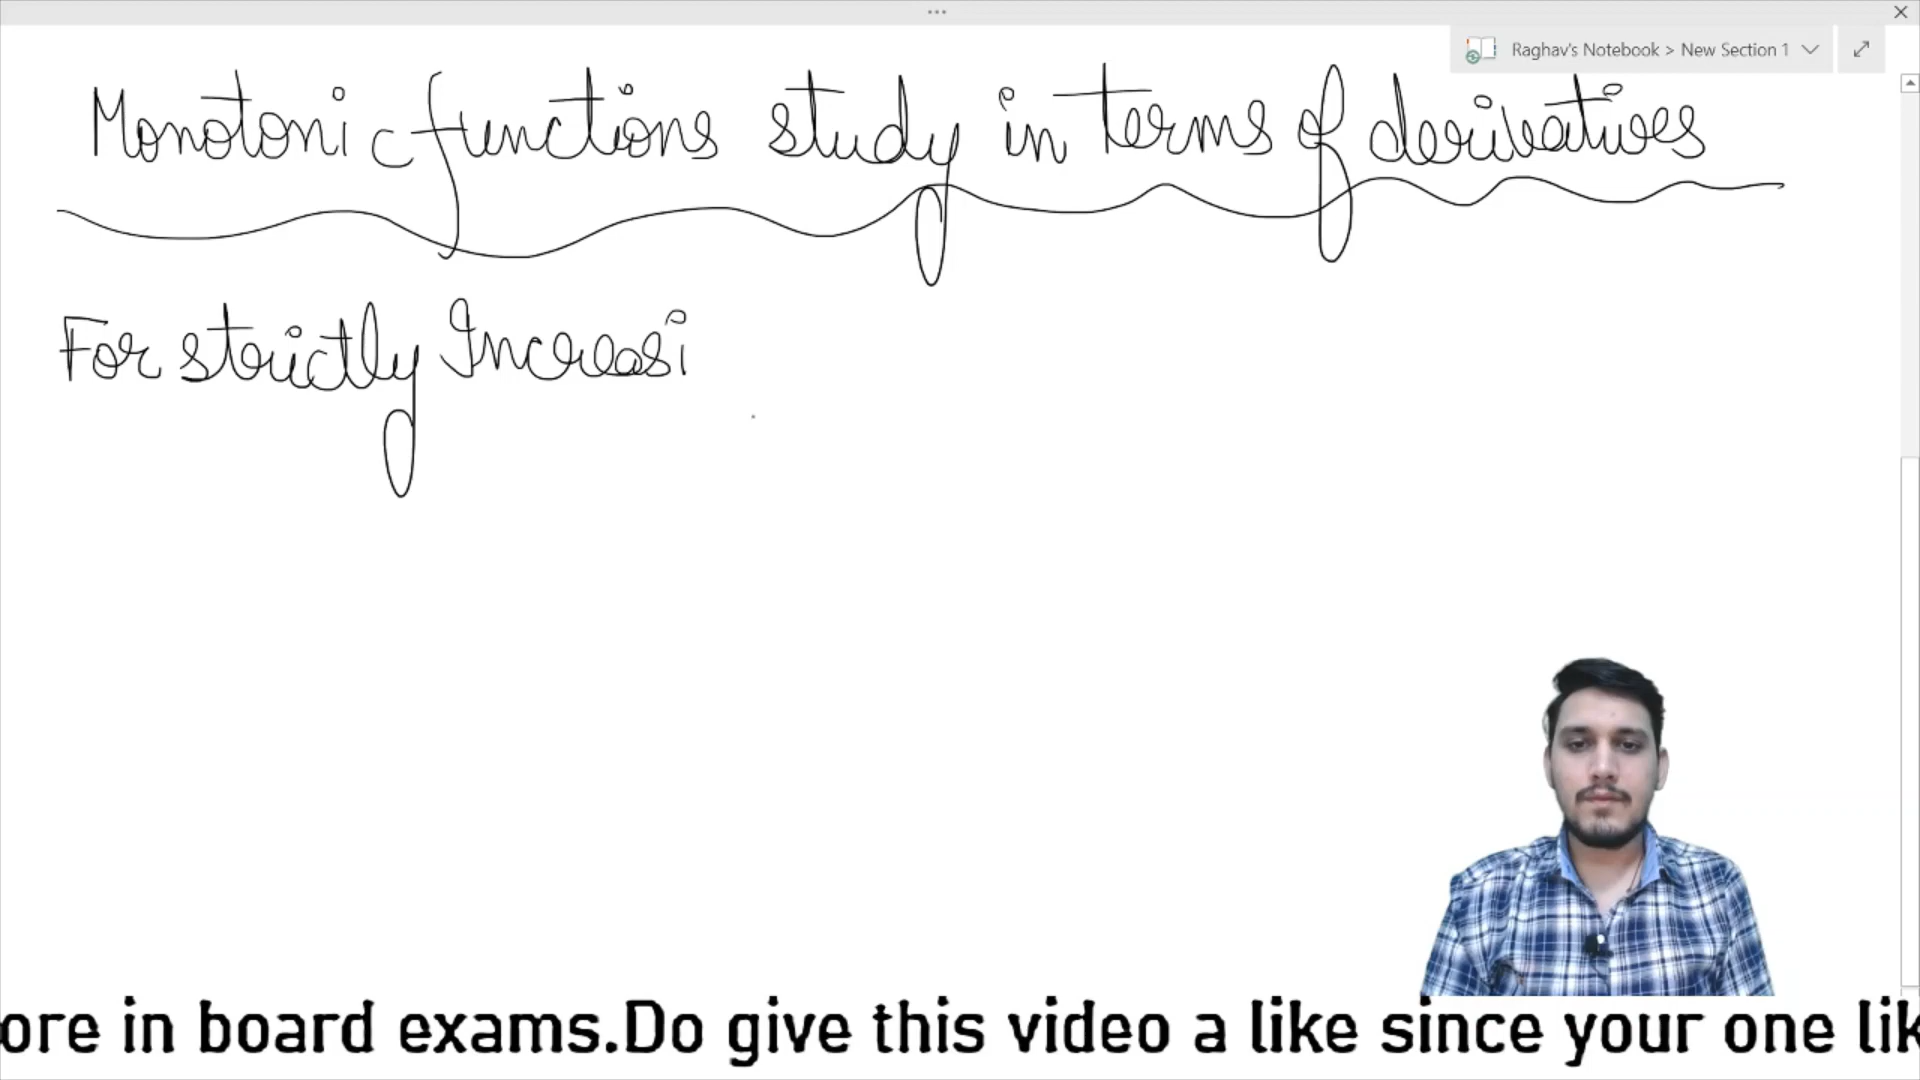 Raghav's Notebook > New Section 1
Monotonic functions study in terms of derivatives
For strictly Increasi
ore in board exams.Do give this video a like since your one lik